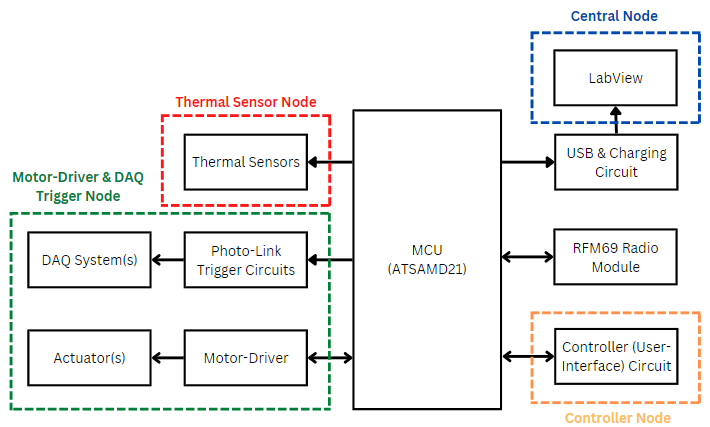 Central Node
LabView
Thermal Sensor Node
Thermal Sensors
USB & Charging
Circuit
Motor-Driver & DAQ
Trigger Node
DAQ System(s)
Photo-Link
Trigger Circuits
MCU
(ATSAMD21)
RFM69 Radio
Module
Actuator(s)
Motor-Driver
Controller (User-
Interface) Circuit
Controller Node